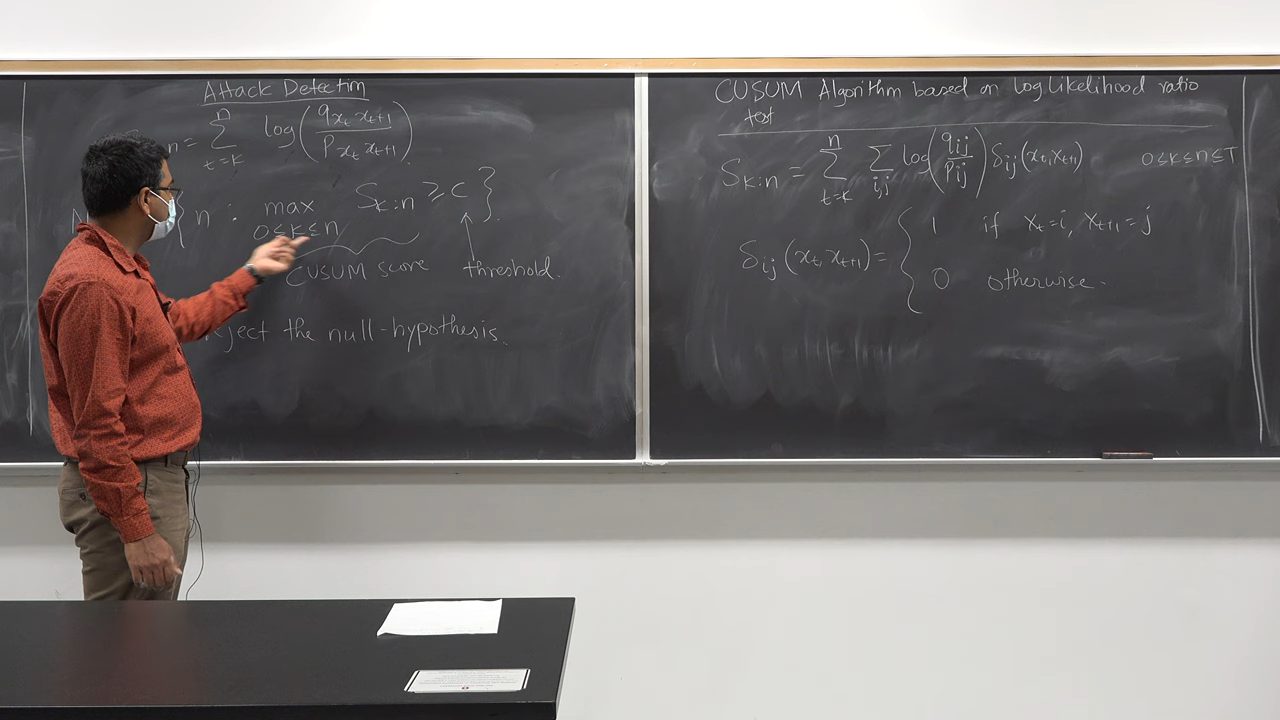 Attack Detection
n = Σ_{t=k}^{n} log(q_{x_t x_{t+1}} / p_{x_t x_{t+1}})
N { n : max_{0≤k≤n} S_{k:n} ≥ c }.
CUSUM score threshold.
ject the null-hypothesis.
CUSUM Algorithm based on log likelihood ratio
test
S_{k:n} = Σ_{t=k}^{n} Σ_{i,j} log(q_{ij} / p_{ij}) δ_{ij}(x_t, x_{t+1}) 0≤k≤n≤T
δ_{ij}(x_t, x_{t+1}) = { 1 if x_t=i, x_{t+1}=j
0 otherwise.